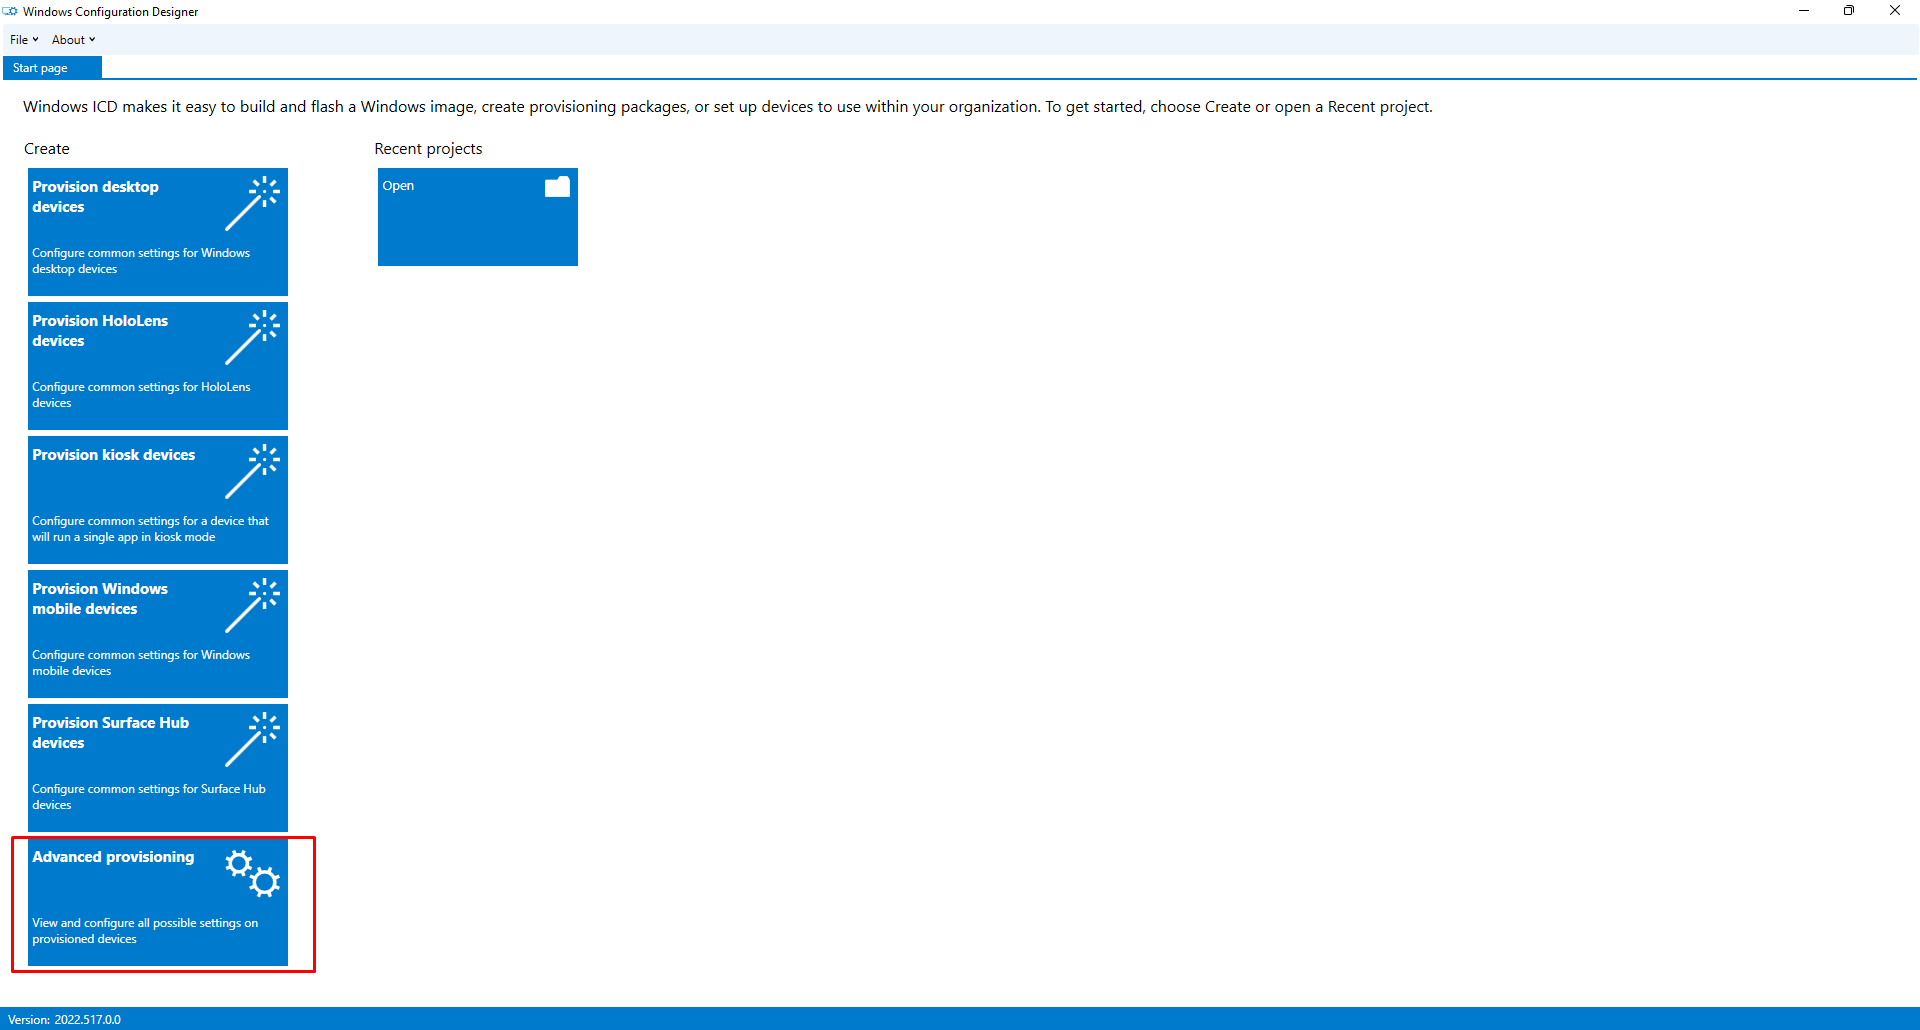 Windows Configuration Designer
File About
Start page
Windows ICD makes it easy to build and flash a Windows image, create provisioning packages, or set up devices to use within your organization. To get started, choose Create or open a Recent project.
Create
Provision desktop
devices
Configure common settings for Windows
desktop devices
Provision HoloLens
devices
Configure common settings for HoloLens
devices
Provision kiosk devices
Configure common settings for a device that
will run a single app in kiosk mode
Provision Windows
mobile devices
Configure common settings for Windows
mobile devices
Provision Surface Hub
devices
Configure common settings for Surface Hub
devices
Advanced provisioning
View and configure all possible settings on
provisioned devices
Recent projects
Open
Version: 2022.517.0.0